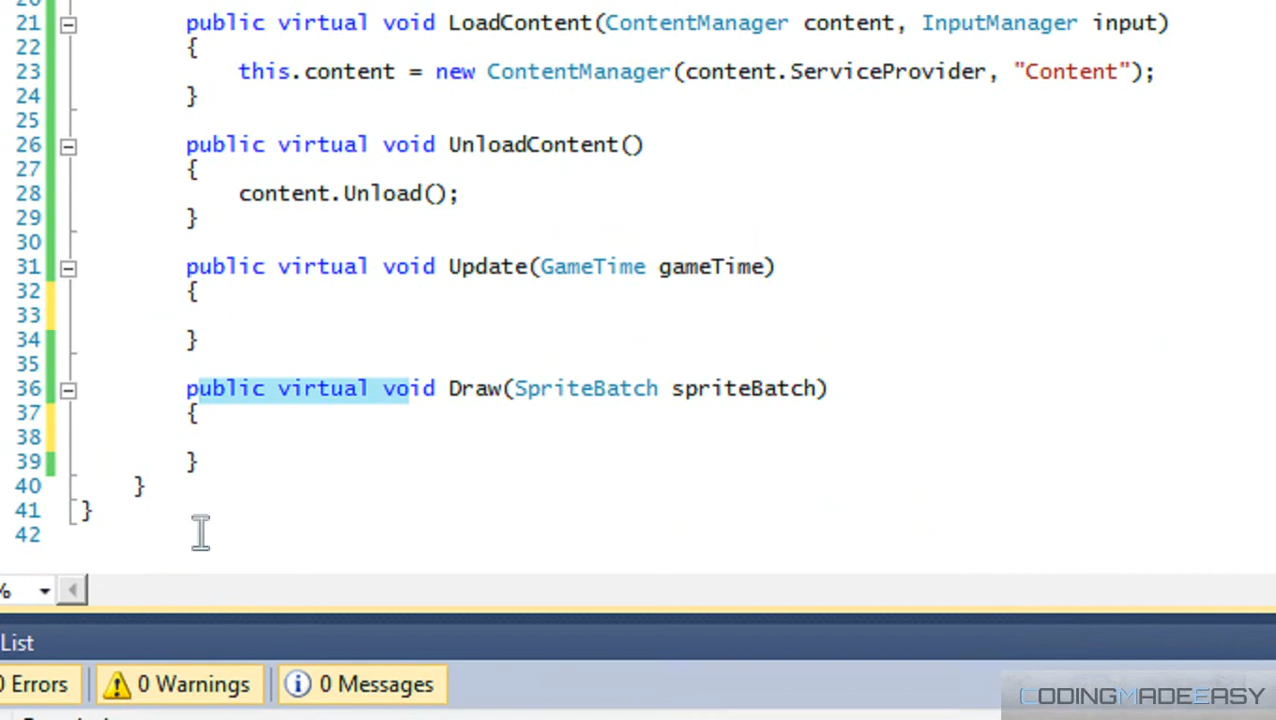 21 public virtual void LoadContent(ContentManager content, InputManager input)
22 {
23 this.content = new ContentManager(content.ServiceProvider, "Content");
24 }
25
26 public virtual void UnloadContent()
27 {
28 content.Unload();
29 }
30
31 public virtual void Update(GameTime gameTime)
32 {
33
34 }
35
36 public virtual void Draw(SpriteBatch spriteBatch)
37 {
38
39 }
40 }
41 }
42
%
List
0 Errors 0 Warnings 0 Messages
CODINGMADEEASY